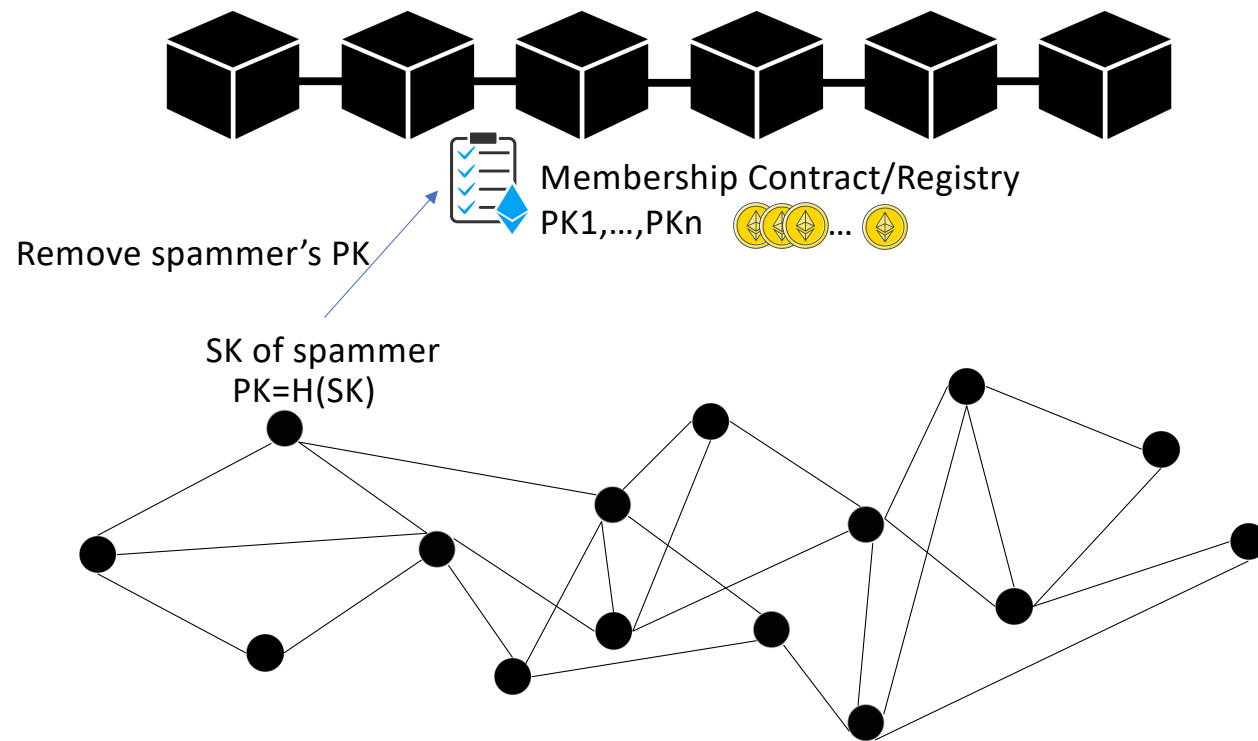 Membership Contract/Registry
PK1,...,PKn
...
Remove spammer’s PK
SK of spammer
PK=H(SK)